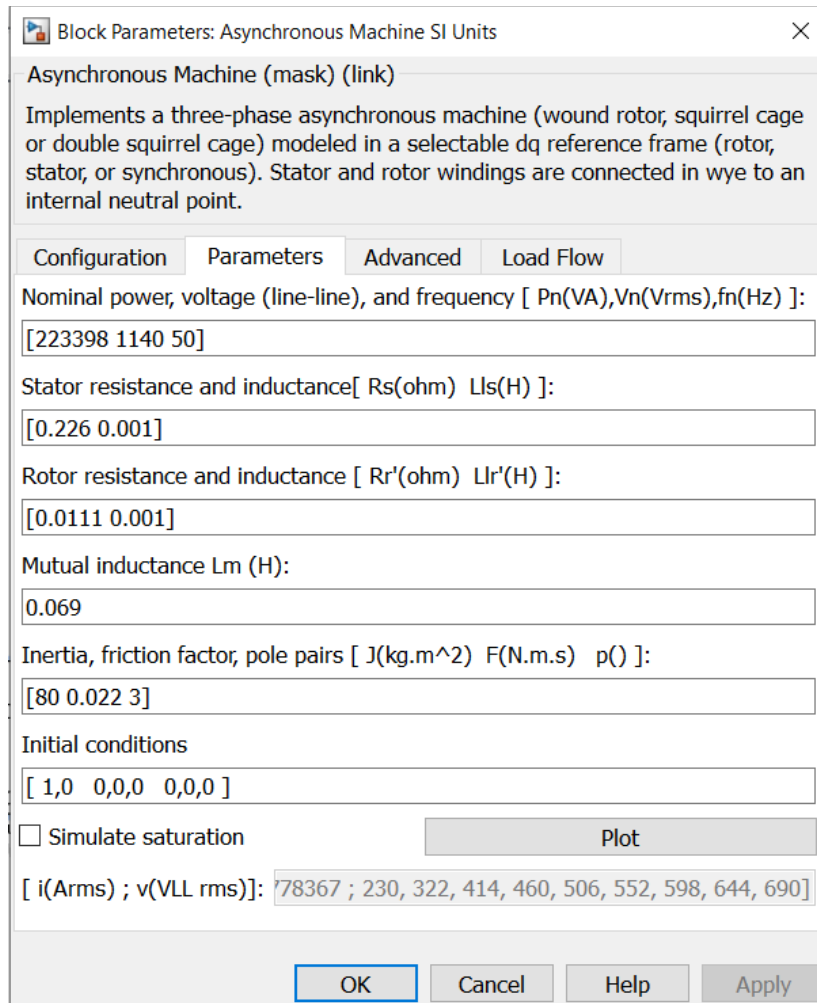 Block Parameters: Asynchronous Machine SI Units
Asynchronous Machine (mask) (link)
Implements a three-phase asynchronous machine (wound rotor, squirrel cage
or double squirrel cage) modeled in a selectable dq reference frame (rotor,
stator, or synchronous). Stator and rotor windings are connected in wye to an
internal neutral point.
Configuration Parameters Advanced Load Flow
Nominal power, voltage (line-line), and frequency [ Pn(VA),Vn(Vrms),fn(Hz) ]:
[223398 1140 50]
Stator resistance and inductance[ Rs(ohm) Lls(H) ]:
[0.226 0.001]
Rotor resistance and inductance [ Rr'(ohm) Llr'(H) ]:
[0.0111 0.001]
Mutual inductance Lm (H):
0.069
Inertia, friction factor, pole pairs [ J(kg.m^2) F(N.m.s) p() ]:
[80 0.022 3]
Initial conditions
[ 1,0 0,0,0 0,0,0 ]
Simulate saturation Plot
[ i(Arms) ; v(VLL rms)]: 778367 ; 230, 322, 414, 460, 506, 552, 598, 644, 690]
OK Cancel Help Apply